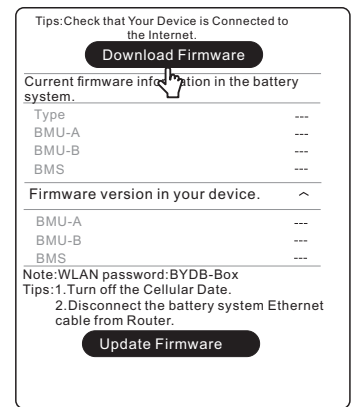 Tips:Check that Your Device is Connected to
the Internet.
Download Firmware
Current firmware information in the battery
system.
Type ---
BMU-A ---
BMU-B ---
BMS ---
Firmware version in your device.
BMU-A ---
BMU-B ---
BMS ---
Note:WLAN password:BYDB-Box
Tips:1.Turn off the Cellular Date.
2.Disconnect the battery system Ethernet
cable from Router.
Update Firmware